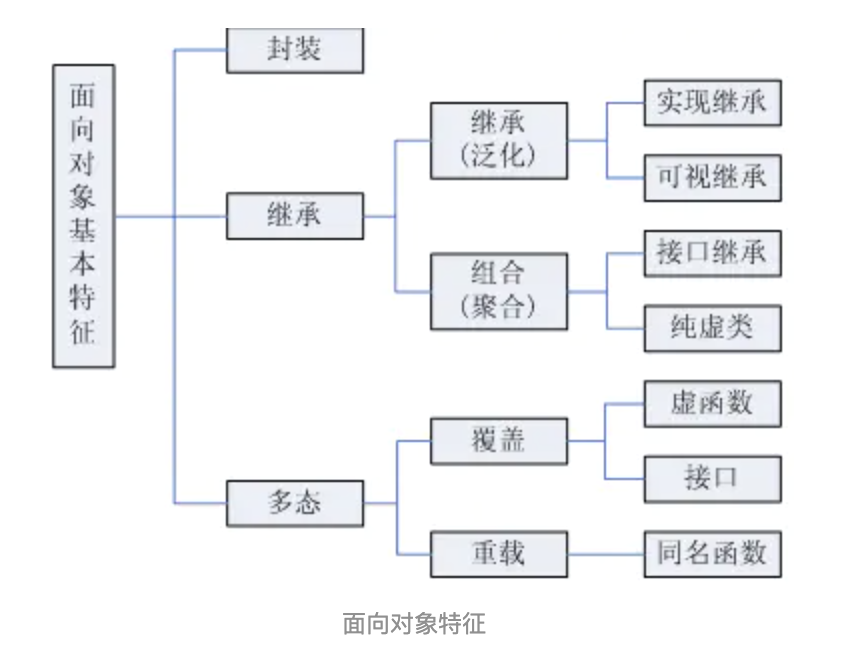 面向对象基本特征
封装
继承
继承
(泛化)
实现继承
可视继承
组合
(聚合)
接口继承
纯虚类
多态
覆盖
虚函数
接口
重载
同名函数
面向对象特征